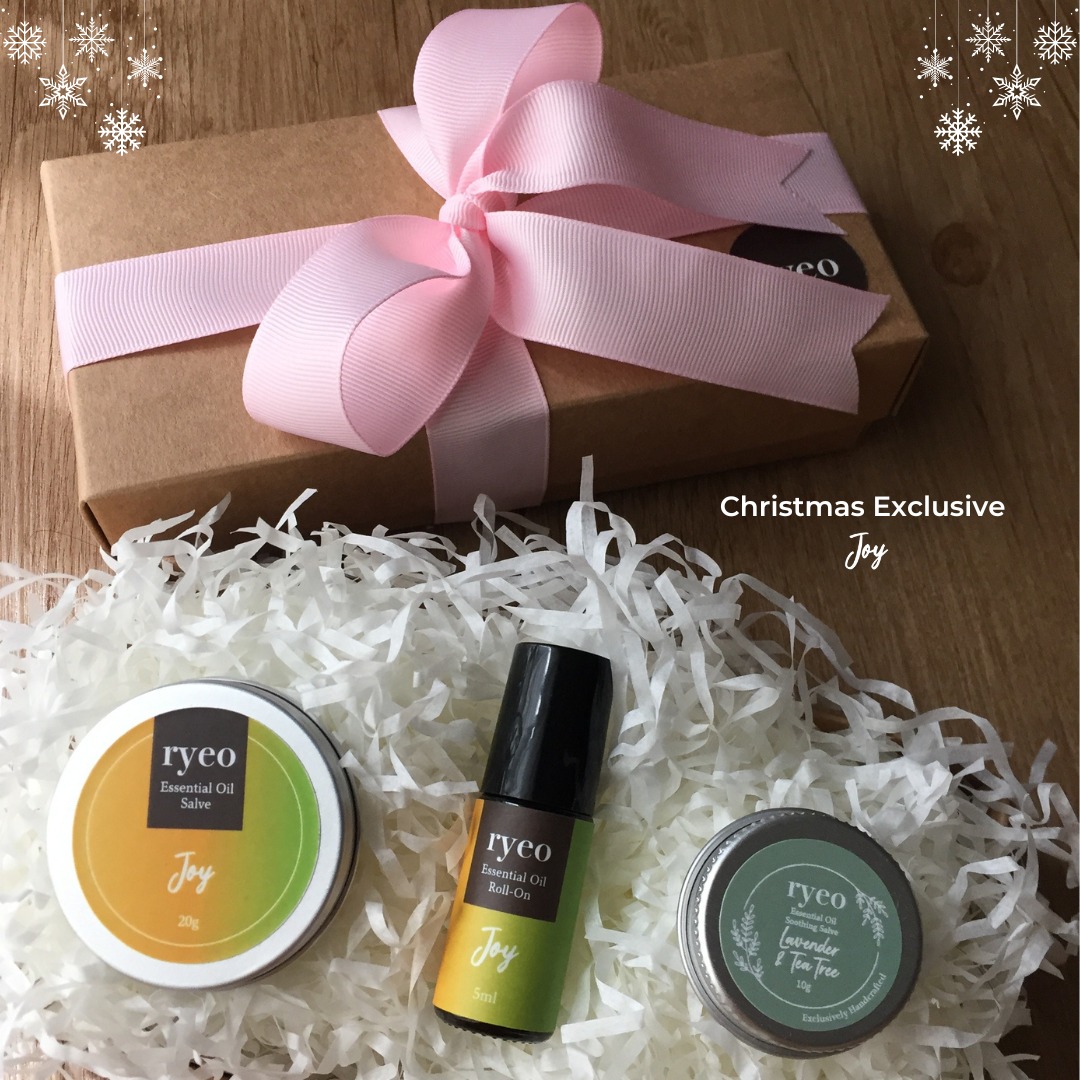 ryeo
Christmas Exclusive
Joy
ryeo
Essential Oil
Salve
Joy
20g
ryeo
Essential Oil
Roll-On
Joy
5ml
ryeo
Essential Oil
Soothing Salve
Lavender
& Tea Tree
10g
Exclusively Handcrafted